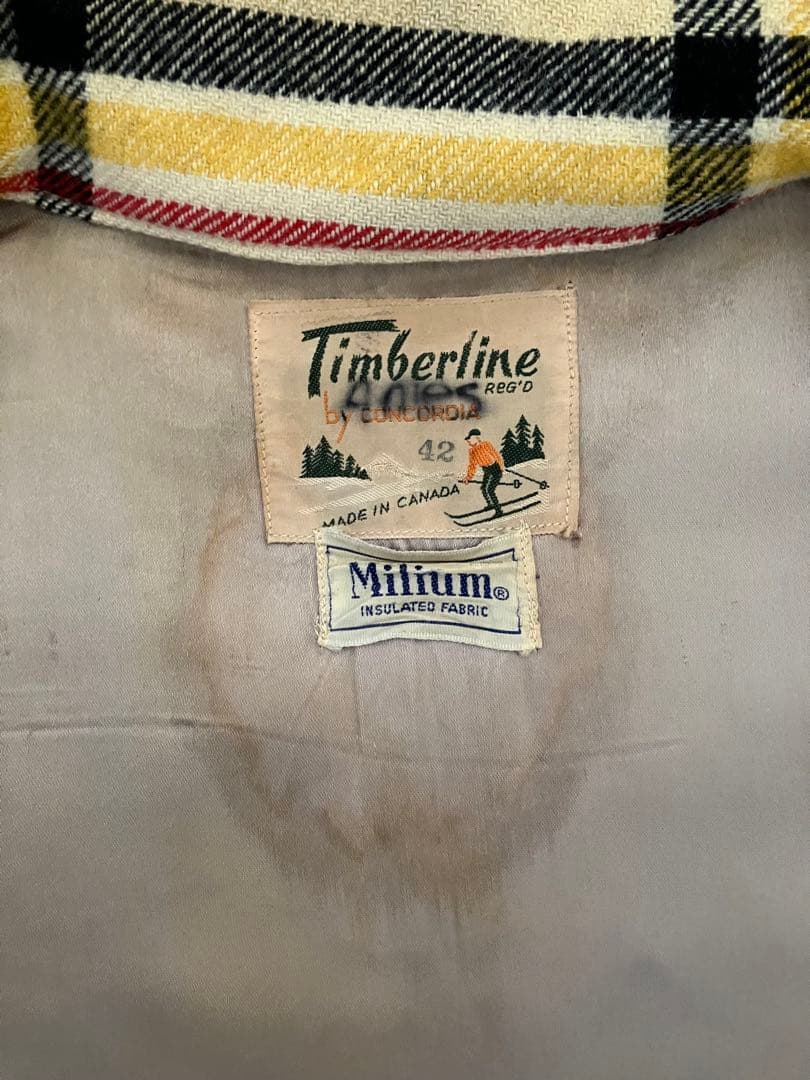 Timberline
REG'D
by CONCORDIA
42
MADE IN CANADA
Milium®
INSULATED FABRIC